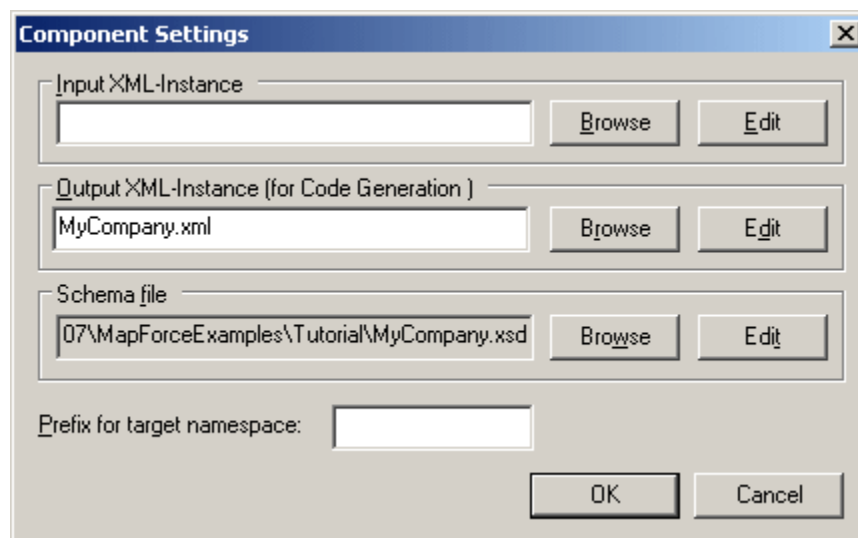 Component Settings
Input XML-Instance
Browse
Edit
Output XML-Instance (for Code Generation )
MyCompany.xml
Browse
Edit
Schema file
07\MapForceExamples\Tutorial\MyCompany.xsd
Browse
Edit
Prefix for target namespace:
OK
Cancel